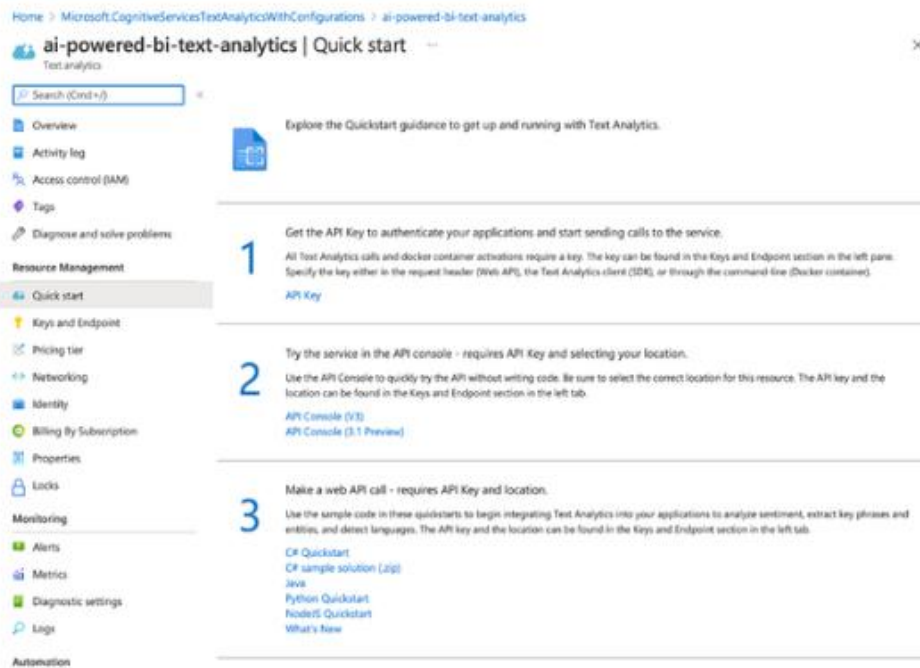 Home > Microsoft.CognitiveServicesTextAnalyticsWithConfigurations > ai-powered-bi-text-analytics
ai-powered-bi-text-analytics | Quick start ...
Text analytics
Search (Cmd+/)
«
Overview
Activity log
Access control (IAM)
Tags
Diagnose and solve problems
Resource Management
Quick start
Keys and Endpoint
Pricing tier
Networking
Identity
Billing By Subscription
Properties
Locks
Monitoring
Alerts
Metrics
Diagnostic settings
Logs
Automation
Explore the Quickstart guidance to get up and running with Text Analytics.
1
Get the API Key to authenticate your applications and start sending calls to the service.
All Text Analytics calls and docker container activations require a key. The key can be found in the Keys and Endpoint section in the left pane.
Specify the key either in the request header (Web API), the Text Analytics client (SDK), or through the command-line (Docker container).
API Key
2
Try the service in the API console - requires API Key and selecting your location.
Use the API Console to quickly try the API without writing code. Be sure to select the correct location for this resource. The API key and the
location can be found in the Keys and Endpoint section in the left tab.
API Console (V3)
API Console (3.1 Preview)
3
Make a web API call - requires API Key and location.
Use the sample code in these quickstarts to begin integrating Text Analytics into your applications to analyze sentiment, extract key phrases and
entities, and detect languages. The API key and the location can be found in the Keys and Endpoint section in the left tab.
C# Quickstart
C# sample solution (.zip)
Java
Python Quickstart
NodeJS Quickstart
What's New